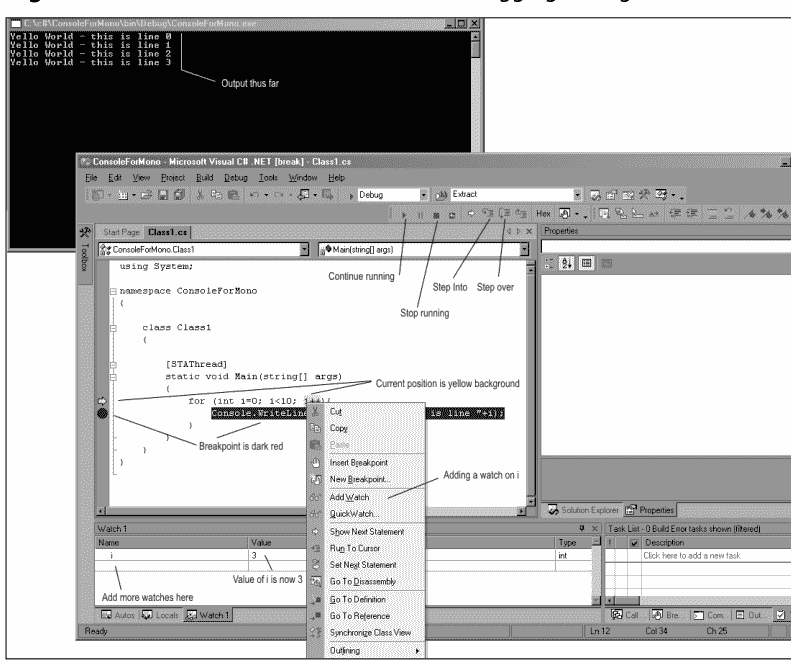 C:\c#\ConsoleForMono\bin\Debug\ConsoleForMono.exe
Yello World - this is line 0
Yello World - this is line 1
Yello World - this is line 2
Yello World - this is line 3
Output thus far
ConsoleForMono - Microsoft Visual C# .NET [break] - Class1.cs
File Edit View Project Build Debug Tools Window Help
Debug Extract
Hex
Start Page Class1.cs
Properties
Toolbox
ConsoleForMono.Class1
Main(string[] args)
Continue running
Step Into Step over
Stop running
using System;
namespace ConsoleForMono
{
class Class1
{
[STAThread]
static void Main(string[] args)
{
Current position is yellow background
for (int i=0; i<10; i++){
Console.WriteLine is line "+i);
}
Breakpoint is dark red
}
}
Cut
Copy
Paste
Insert Breakpoint
New Breakpoint...
Add Watch
Adding a watch on i
QuickWatch...
Show Next Statement
Run To Cursor
Set Next Statement
Go To Disassembly
Go To Definition
Go To Reference
Synchronize Class View
Outlining
Solution Explorer Properties
Watch 1
Name Value Type
i 3 int
Value of i is now 3
Add more watches here
Autos Locals Watch 1
Task List - 0 Build Error tasks shown (filtered)
! Description
Click here to add a new task
Call Bre... Com... Out...
Ready
Ln 12 Col 34 Ch 25